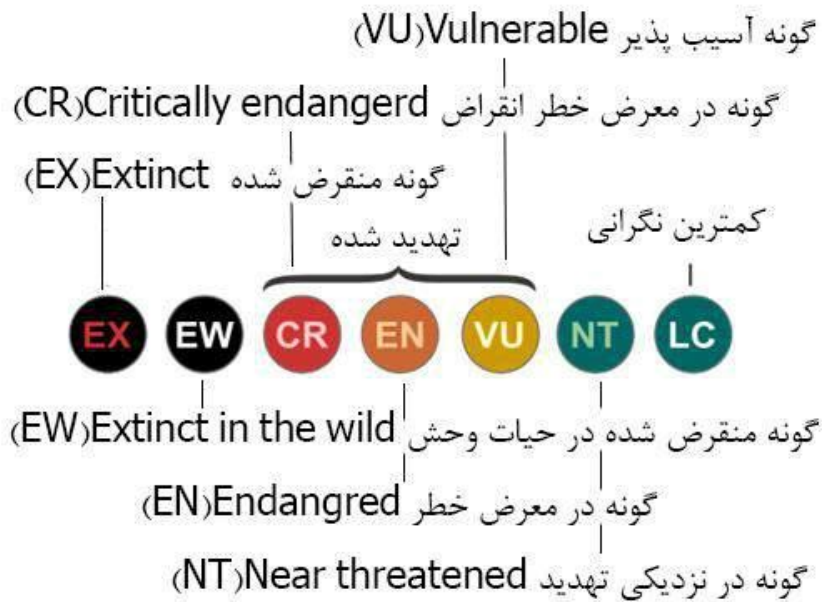 گونه آسیب پذیر Vulnerable(VU)
گونه در معرض خطر انقراض Critically endangerd(CR)
گونه منقرض شده Extinct(EX)
کمترین نگرانی
تهدید شده
EX EW CR EN VU NT LC
گونه منقرض شده در حیات وحش Extinct in the wild(EW)
گونه در معرض خطر Endangred(EN)
گونه در نزدیکی تهدید Near threatened(NT)